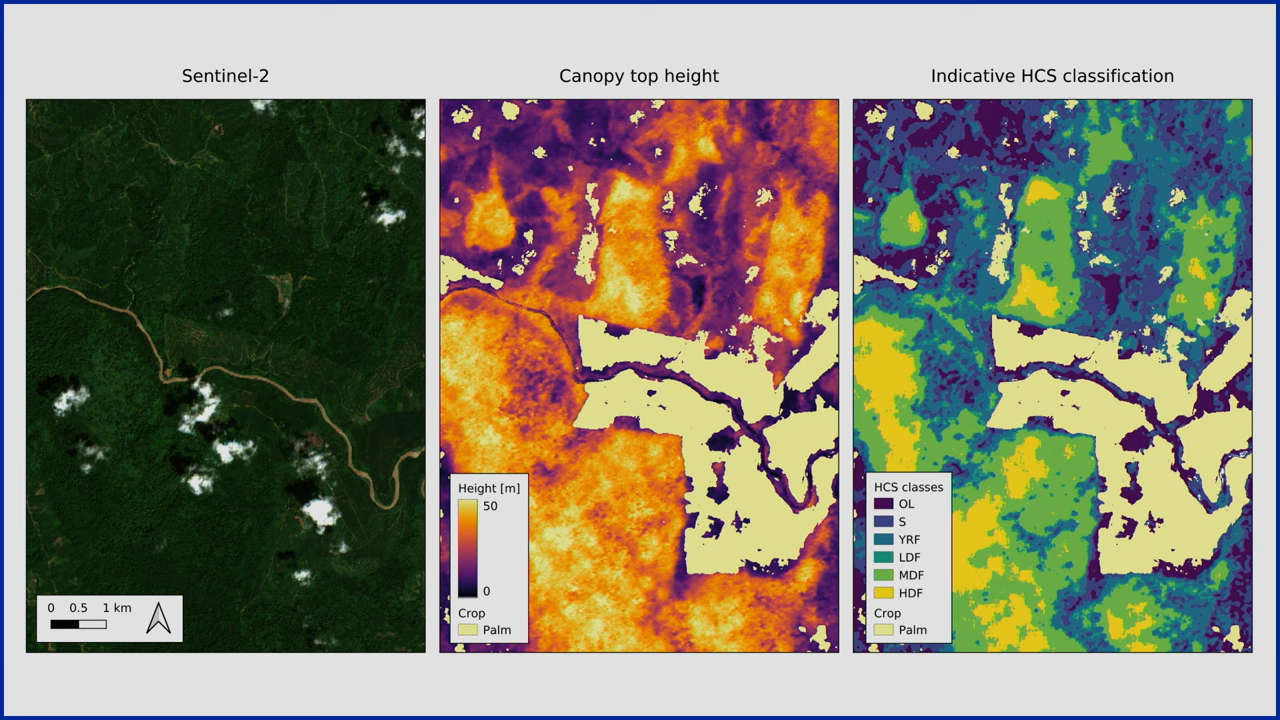 Sentinel-2
Canopy top height
Indicative HCS classification
0 0.5 1 km
Height [m]
50
0
Crop
Palm
HCS classes
OL
S
YRF
LDF
MDF
HDF
Crop
Palm